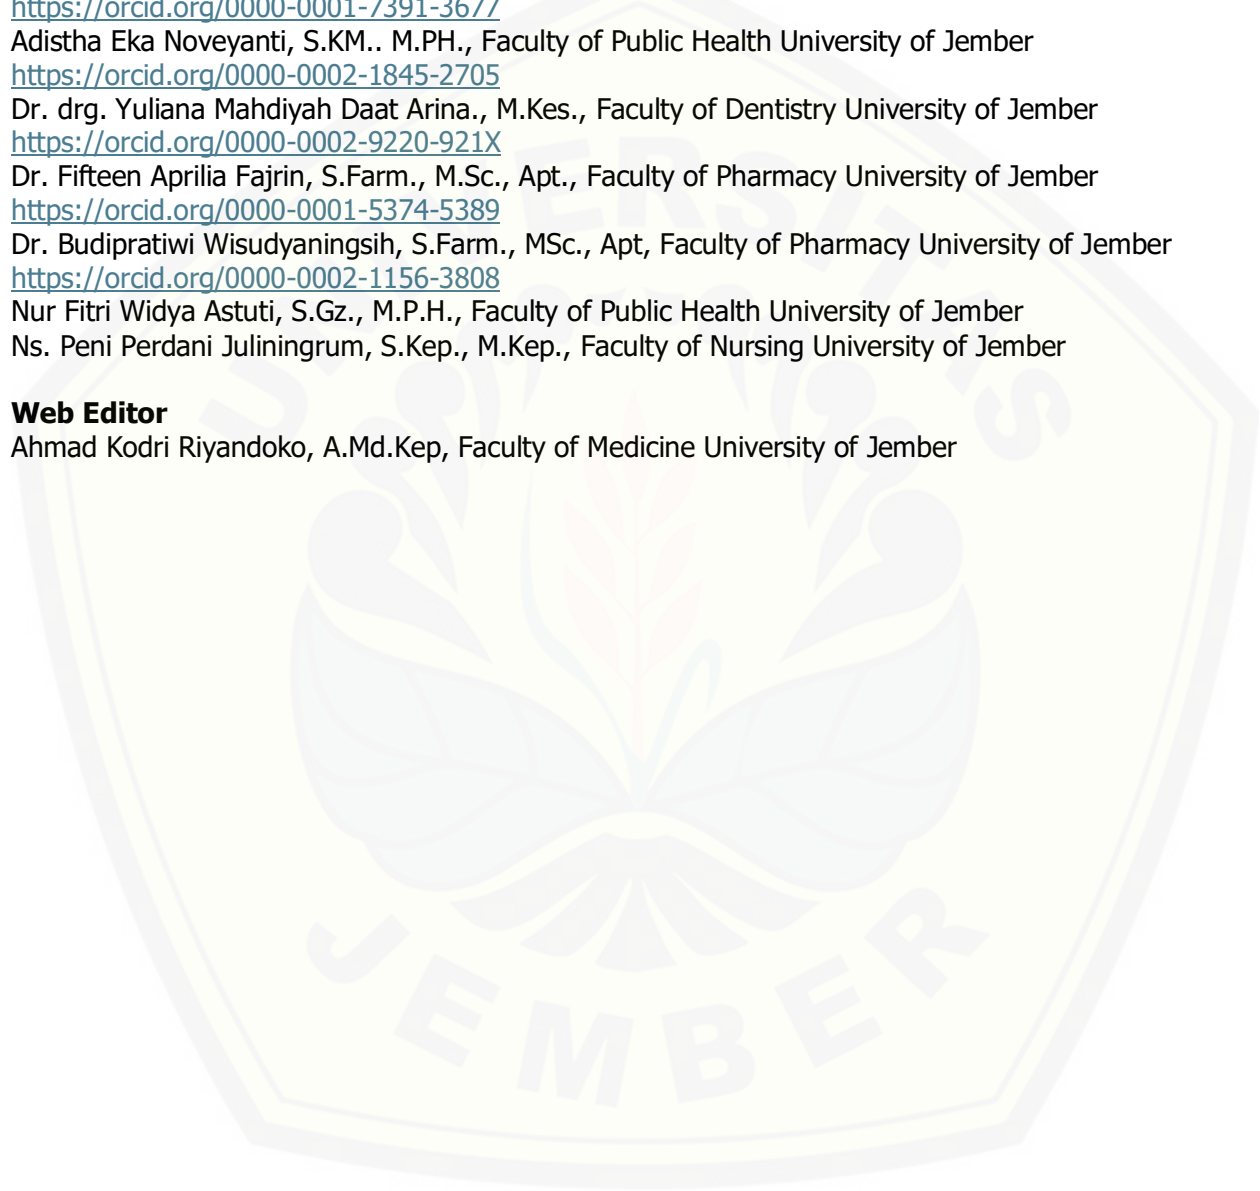 https://orcid.org/0000-0001-7391-3677
Adistha Eka Noveyanti, S.KM.. M.PH., Faculty of Public Health University of Jember
https://orcid.org/0000-0002-1845-2705
Dr. drg. Yuliana Mahdiyah Daat Arina., M.Kes., Faculty of Dentistry University of Jember
https://orcid.org/0000-0002-9220-921X
Dr. Fifteen Aprilia Fajrin, S.Farm., M.Sc., Apt., Faculty of Pharmacy University of Jember
https://orcid.org/0000-0001-5374-5389
Dr. Budipratiwi Wisudyaningsih, S.Farm., MSc., Apt, Faculty of Pharmacy University of Jember
https://orcid.org/0000-0002-1156-3808
Nur Fitri Widya Astuti, S.Gz., M.P.H., Faculty of Public Health University of Jember
Ns. Peni Perdani Juliningrum, S.Kep., M.Kep., Faculty of Nursing University of Jember
Web Editor
Ahmad Kodri Riyandoko, A.Md.Kep, Faculty of Medicine University of Jember
UNIVERSITAS
JEMBER